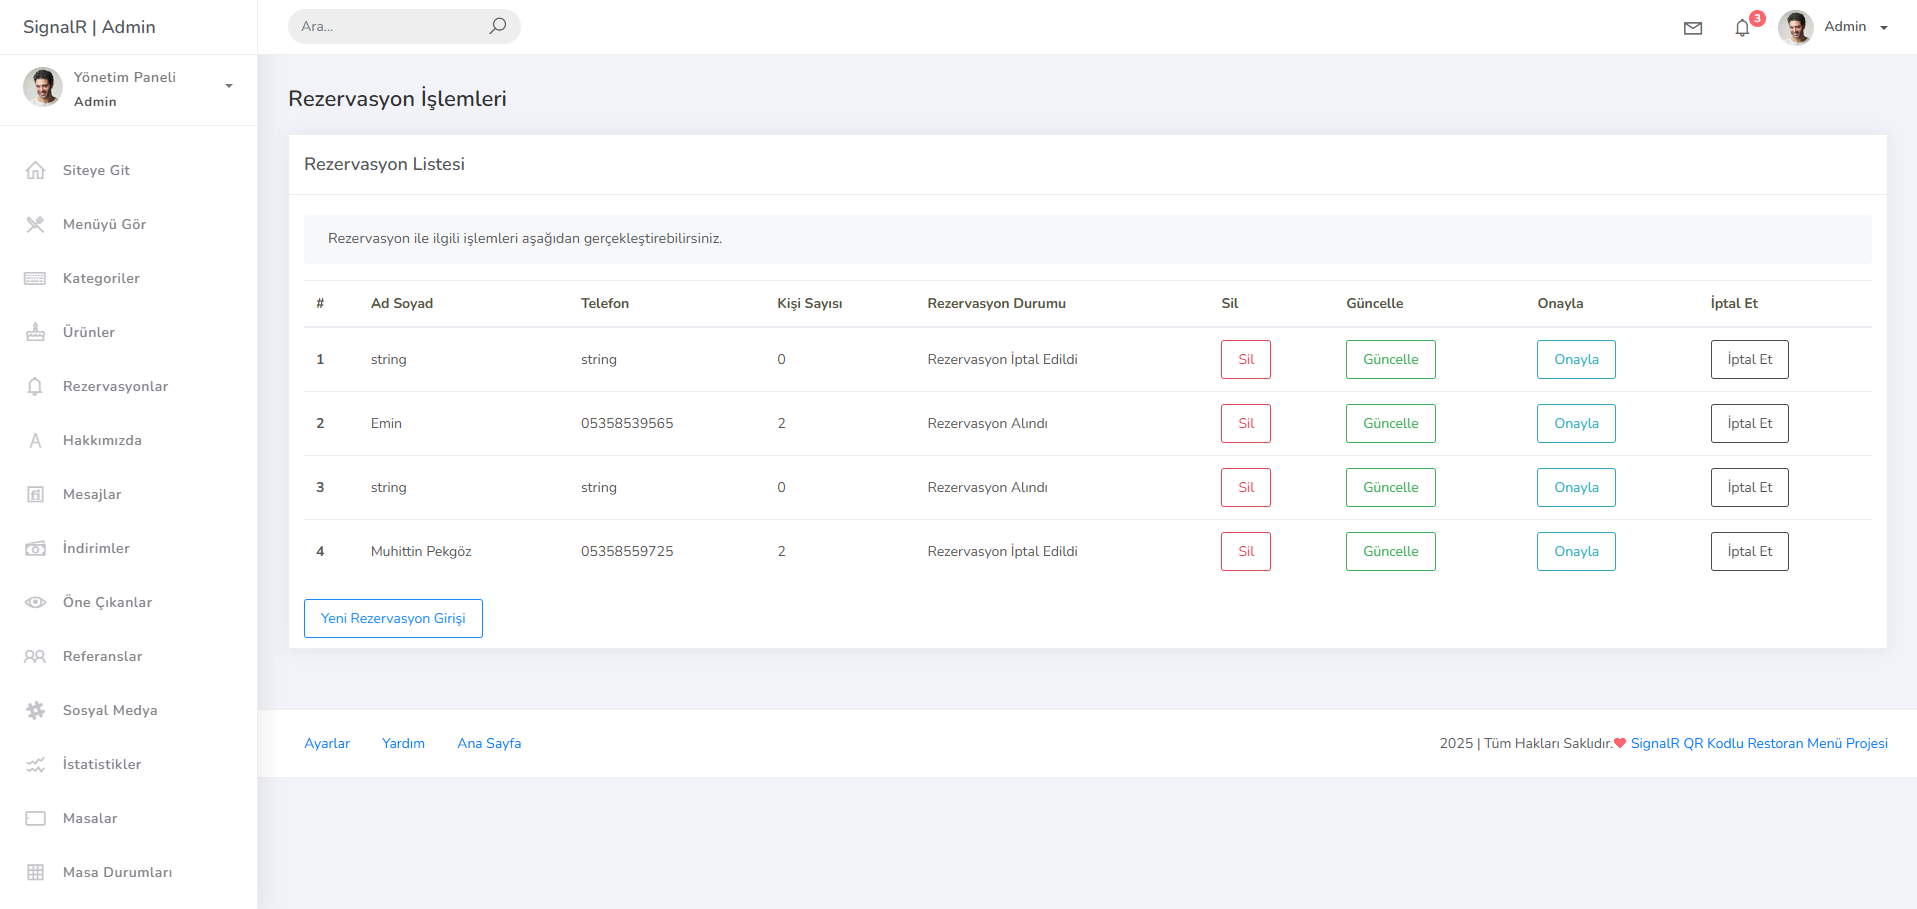 SignalR | Admin
Ara...
3
Admin
Yönetim Paneli
Admin
Siteye Git
Menüyü Gör
Kategoriler
Ürünler
Rezervasyonlar
Hakkımızda
Mesajlar
İndirimler
Öne Çıkanlar
Referanslar
Sosyal Medya
İstatistikler
Masalar
Masa Durumları
Rezervasyon İşlemleri
Rezervasyon Listesi
Rezervasyon ile ilgili işlemleri aşağıdan gerçekleştirebilirsiniz.
# Ad Soyad Telefon Kişi Sayısı Rezervasyon Durumu Sil Güncelle Onayla İptal Et
1 string string 0 Rezervasyon İptal Edildi Sil Güncelle Onayla İptal Et
2 Emin 05358539565 2 Rezervasyon Alındı Sil Güncelle Onayla İptal Et
3 string string 0 Rezervasyon Alındı Sil Güncelle Onayla İptal Et
4 Muhittin Pekgöz 05358559725 2 Rezervasyon İptal Edildi Sil Güncelle Onayla İptal Et
Yeni Rezervasyon Girişi
Ayarlar Yardım Ana Sayfa
2025 | Tüm Hakları Saklıdır.❤ SignalR QR Kodlu Restoran Menü Projesi